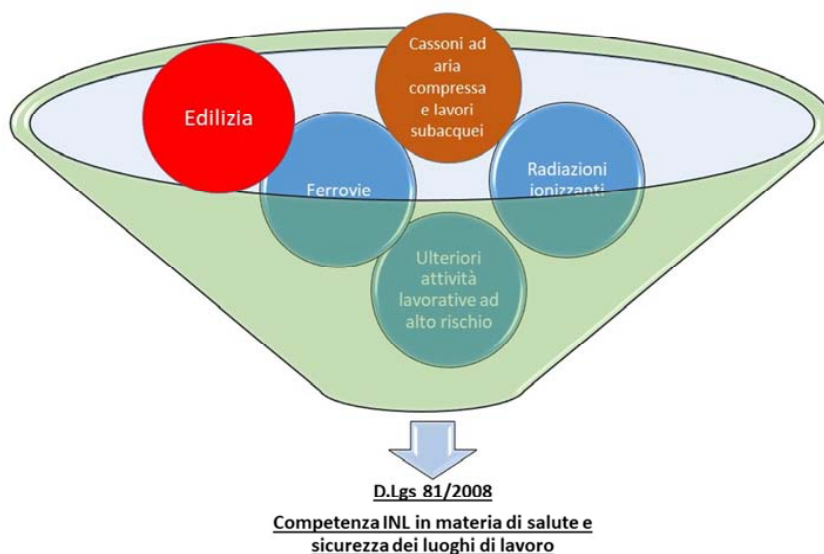 Cassoni ad
aria
compressa
e lavori
subacquei
Edilizia
Ferrovie
Radiazioni
ionizzanti
Ulteriori
attività
lavorative ad
alto rischio
D.Lgs 81/2008
Competenza INL in materia di salute e
sicurezza dei luoghi di lavoro